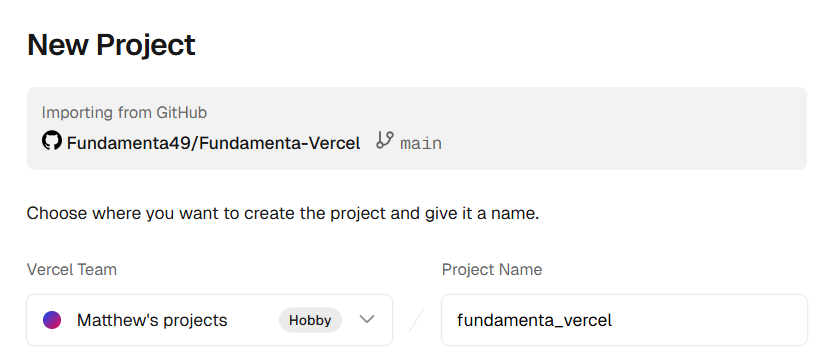 New Project
Importing from GitHub
Fundamenta49/Fundamenta-Vercel main
Choose where you want to create the project and give it a name.
Vercel Team
Project Name
Matthew's projects Hobby
/
fundamenta_vercel